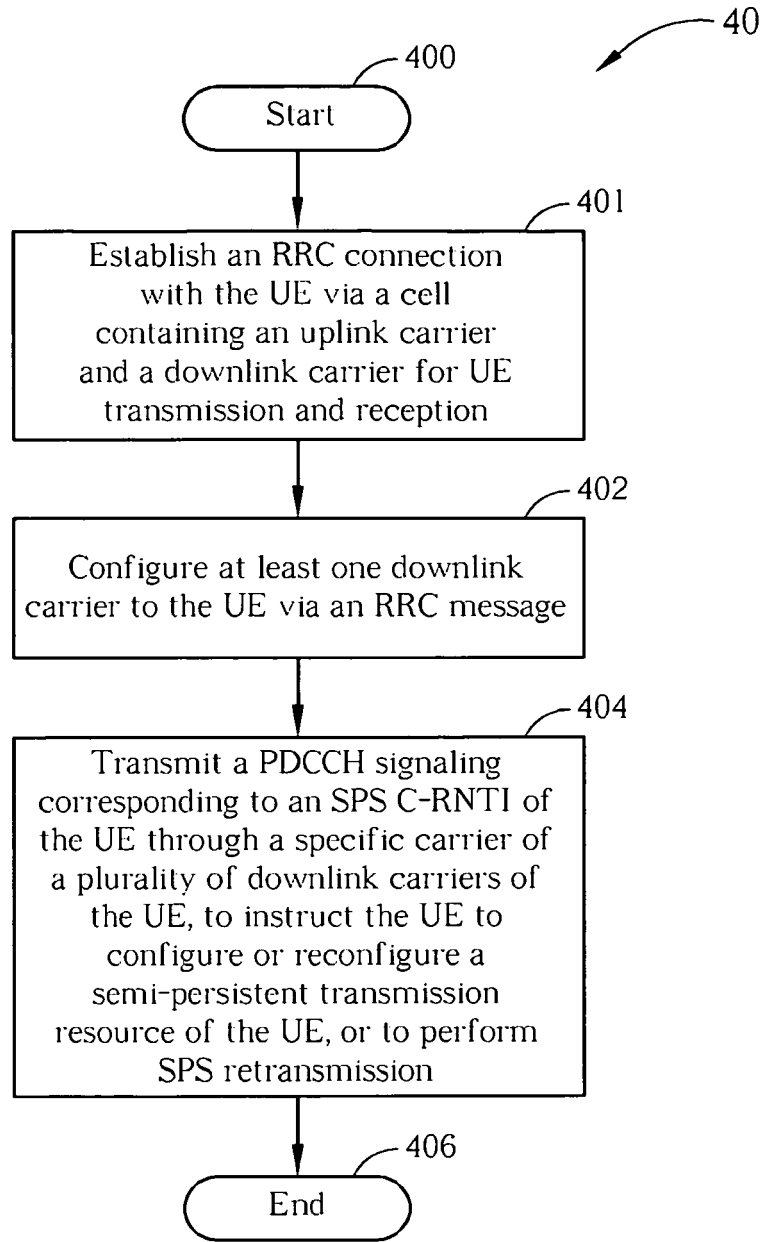 40
400
Start
401
Establish an RRC connection
with the UE via a cell
containing an uplink carrier
and a downlink carrier for UE
transmission and reception
402
Configure at least one downlink
carrier to the UE via an RRC message
404
Transmit a PDCCH signaling
corresponding to an SPS C-RNTI of
the UE through a specific carrier of
a plurality of downlink carriers of
the UE, to instruct the UE to
configure or reconfigure a
semi-persistent transmission
resource of the UE, or to perform
SPS retransmission
406
End